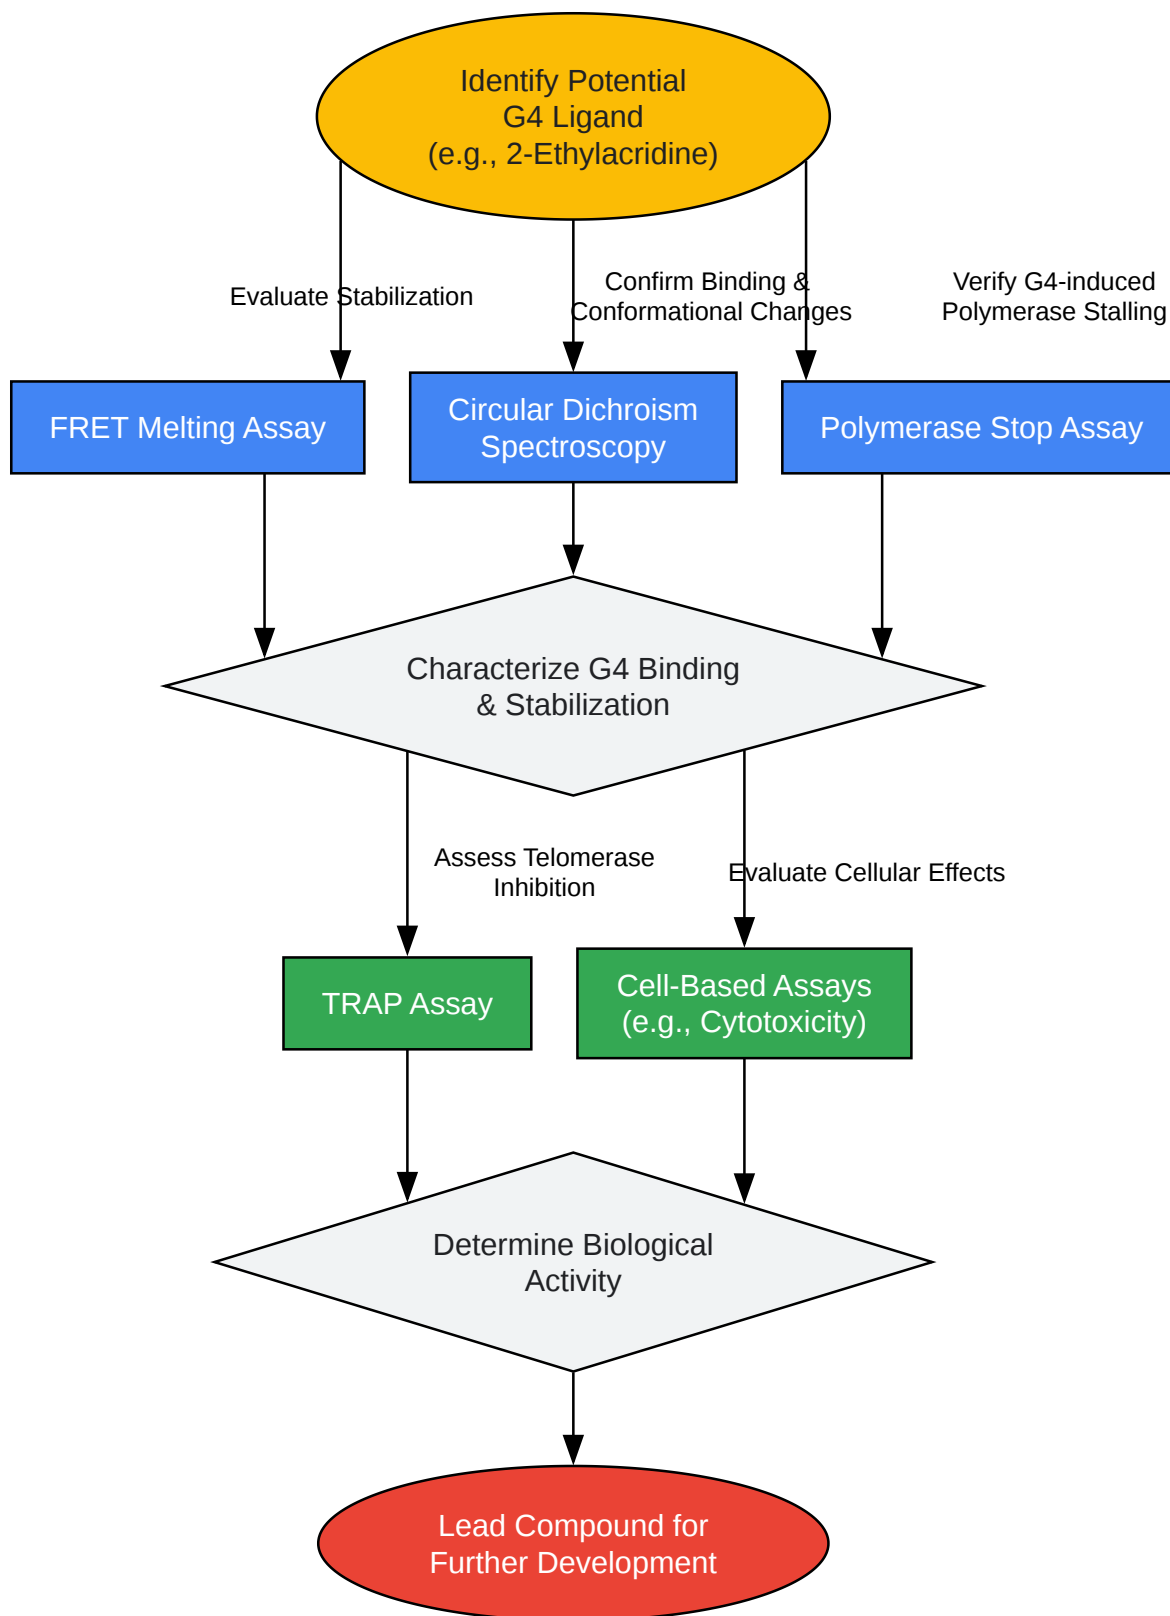 Identify Potential
G4 Ligand
(e.g., 2-Ethylacridine)
Evaluate Stabilization
Confirm Binding &
Conformational Changes
Verify G4-induced
Polymerase Stalling
FRET Melting Assay
Circular Dichroism
Spectroscopy
Polymerase Stop Assay
Characterize G4 Binding
& Stabilization
Assess Telomerase
Inhibition
Evaluate Cellular Effects
TRAP Assay
Cell-Based Assays
(e.g., Cytotoxicity)
Determine Biological
Activity
Lead Compound for
Further Development